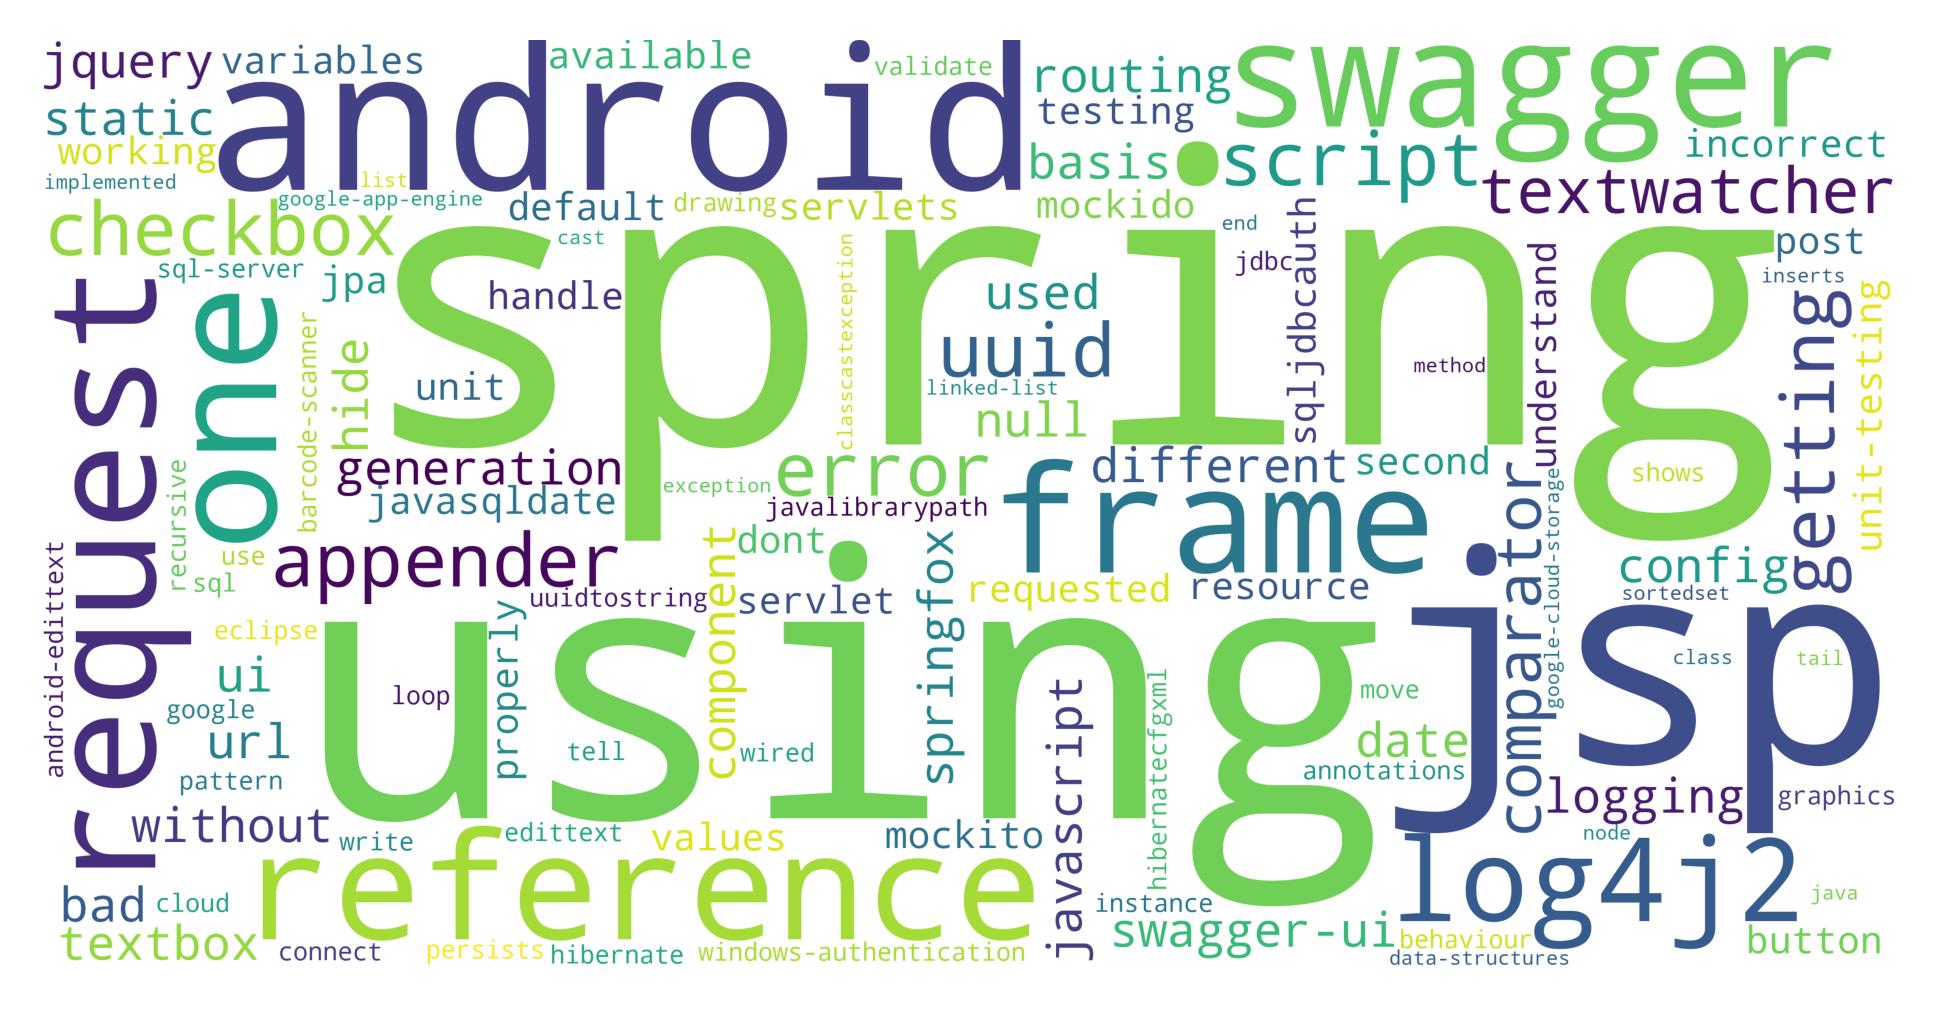 jquery
variables
android
available
validate
routing
swagger
static
testing
working
basis
script
incorrect
implemented
list
google-app-engine
textwatcher
checkbox
default
drawing
servlets
mockido
end
cast
spring
post
sql-server
jpa
handle
used
jdbc
inserts
request
one
barcode-scanner
hide
unit
classcastexception
uuid
linked-list
null
sqljdbcauth
method
understand
getting
unit-testing
generation
javasqldate
exception
error
javalibrarypath
different
second
shows
recursive
use
sql
appender
dont
frame
comparator
google-cloud-storage
config
sortedset
android-edittext
uuidtostring
servlet
component
springfox
requested
resource
eclipse
using
properly
jsp
ui
loop
move
class
tail
google
url
tell
wired
javascript
hibernatecfgxml
date
annotations
pattern
logging
graphics
without
write
edittext
values
mockito
node
reference
log4j2
bad
cloud
instance
java
textbox
connect
persists
hibernate
windows-authentication
swagger-ui
behaviour
data-structures
button